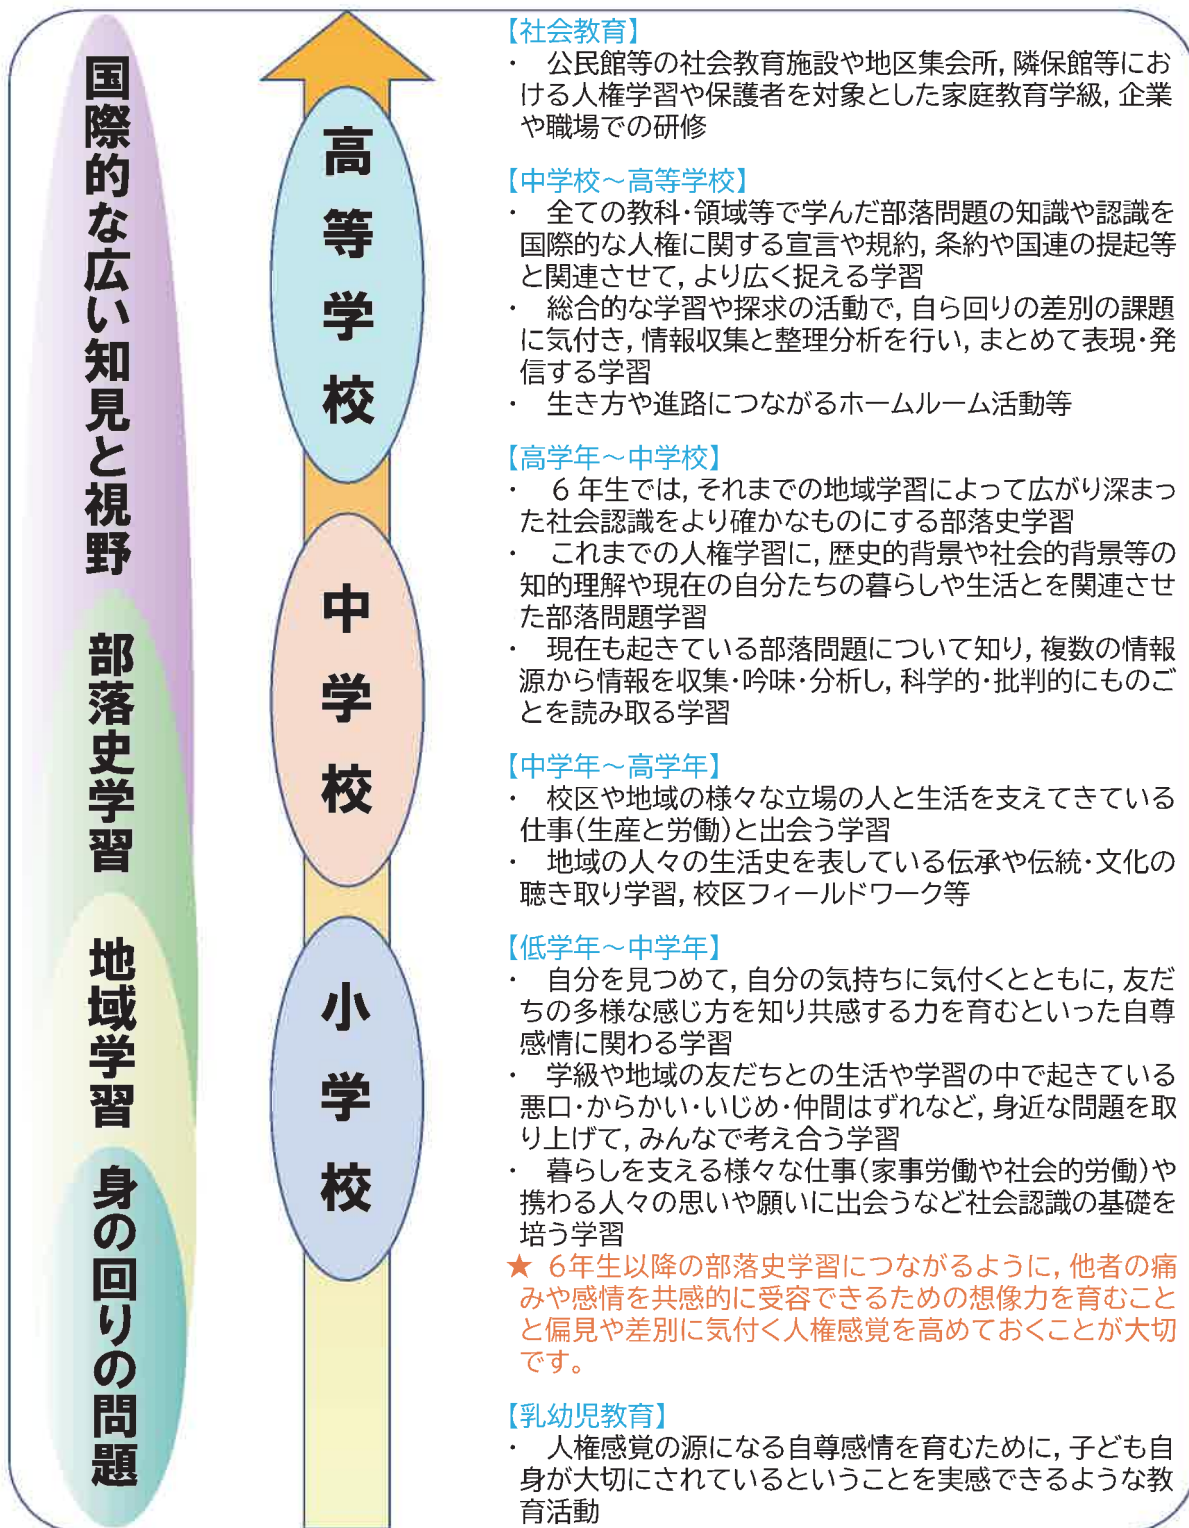 国際的な広い知見と視野
部落史学習
地域学習
身の回りの問題
高等学校
中学校
小学校
【社会教育】
・　公民館等の社会教育施設や地区集会所，隣保館等にお
ける人権学習や保護者を対象とした家庭教育学級，企業
や職場での研修
【中学校～高等学校】
・　全ての教科・領域等で学んだ部落問題の知識や認識を
国際的な人権に関する宣言や規約，条約や国連の提起等
と関連させて，より広く捉える学習
・　総合的な学習や探求の活動で，自ら回りの差別の課題
に気付き，情報収集と整理分析を行い，まとめて表現・発
信する学習
・　生き方や進路につながるホームルーム活動等
【高学年～中学校】
・　６年生では，それまでの地域学習によって広がり深まっ
た社会認識をより確かなものにする部落史学習
・　これまでの人権学習に，歴史的背景や社会的背景等の
知的理解や現在の自分たちの暮らしや生活とを関連させ
た部落問題学習
・　現在も起きている部落問題について知り，複数の情報
源から情報を収集・吟味・分析し，科学的・批判的にものご
とを読み取る学習
【中学年～高学年】
・　校区や地域の様々な立場の人と生活を支えてきている
仕事（生産と労働）と出会う学習
・　地域の人々の生活史を表している伝承や伝統・文化の
聴き取り学習，校区フィールドワーク等
【低学年～中学年】
・　自分を見つめて，自分の気持ちに気付くとともに，友だ
ちの多様な感じ方を知り共感する力を育むといった自尊
感情に関わる学習
・　学級や地域の友だちとの生活や学習の中で起きている
悪口・からかい・いじめ・仲間はずれなど，身近な問題を取
り上げて，みんなで考え合う学習
・　暮らしを支える様々な仕事（家事労働や社会的労働）や
携わる人々の思いや願いに出会うなど社会認識の基礎を
培う学習
★ ６年生以降の部落史学習につながるように，他者の痛
みや感情を共感的に受容できるための想像力を育むこと
と偏見や差別に気付く人権感覚を高めておくことが大切
です。
【乳幼児教育】
・　人権感覚の源になる自尊感情を育むために，子ども自
身が大切にされているということを実感できるような教
育活動